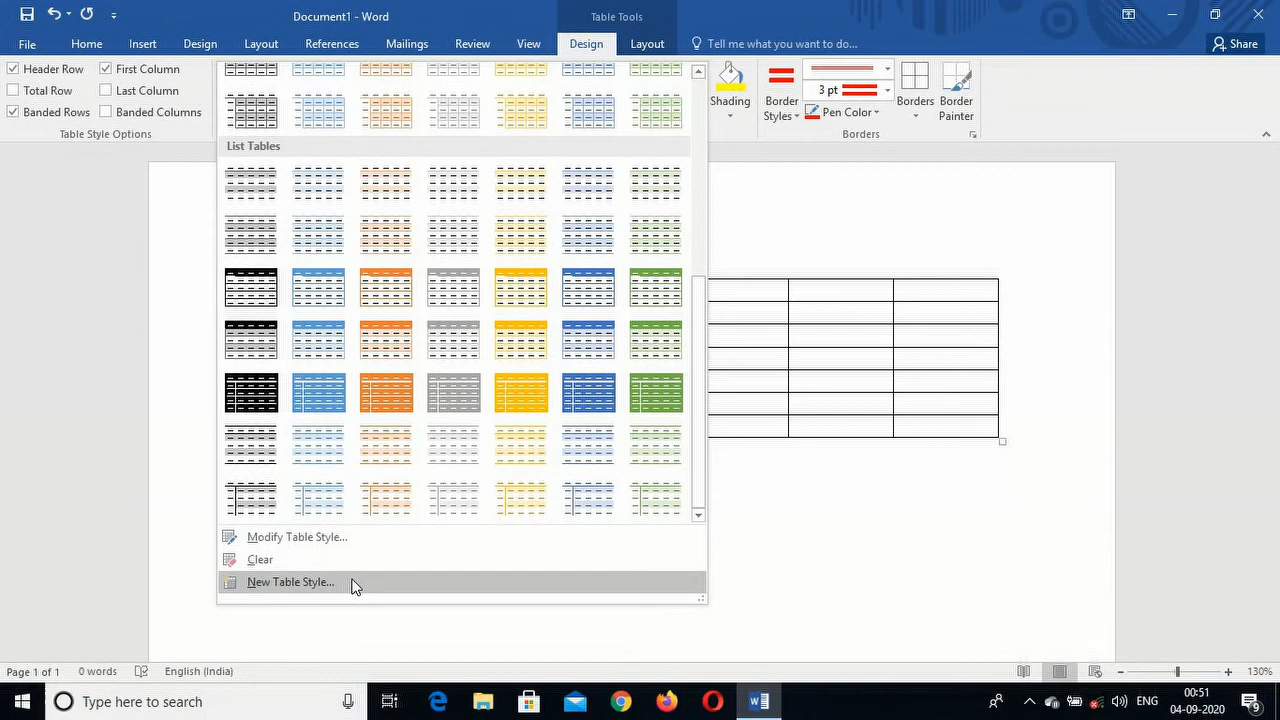 Document1 - Word
Table Tools
File Home Insert Design Layout References Mailings Review View Design Layout Tell me what you want to do... Share
Header Row First Column
Total Row Last Column
Banded Rows Banded Columns
Table Style Options
Shading
Border Styles
3 pt
Pen Color
Borders
Border Painter
Borders
List Tables
Modify Table Style...
Clear
New Table Style...
Page 1 of 1 0 words English (India) 130%
Type here to search
ENG
00:51
04-09-2020
9